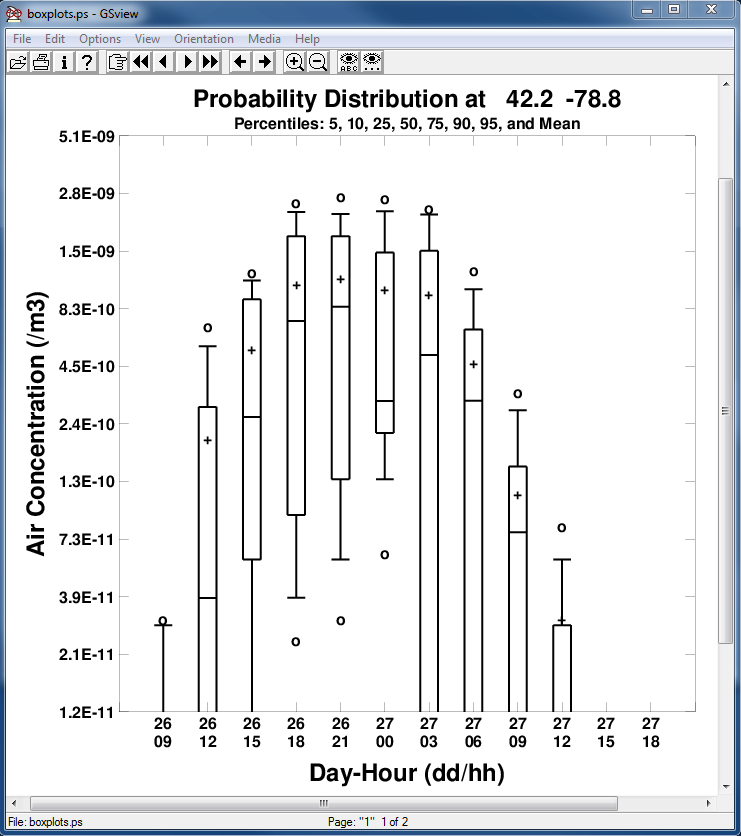 boxplots.ps - GSview
File Edit Options View Orientation Media Help
Probability Distribution at 42.2 -78.8
Percentiles: 5, 10, 25, 50, 75, 90, 95, and Mean
5.1E-09
2.8E-09
1.5E-09
8.3E-10
4.5E-10
2.4E-10
1.3E-10
7.3E-11
3.9E-11
2.1E-11
1.2E-11
Air Concentration (/m3)
26 26 26 26 26 27 27 27 27 27 27 27
09 12 15 18 21 00 03 06 09 12 15 18
Day-Hour (dd/hh)
File: boxplots.ps Page: "1" 1 of 2